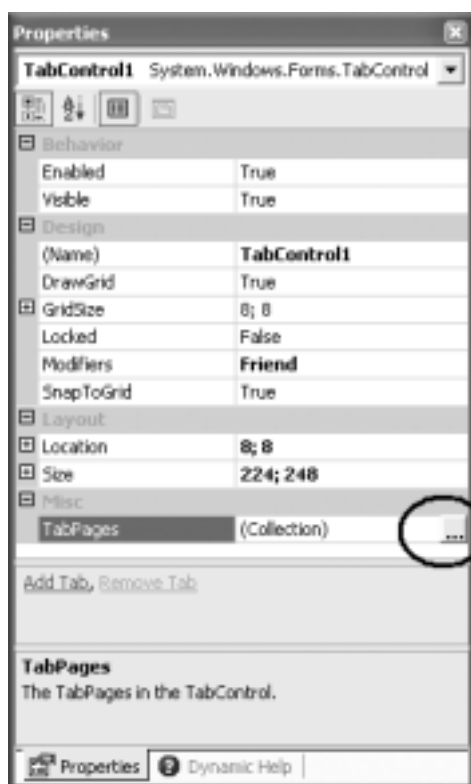 Properties
TabControl1 System.Windows.Forms.TabControl
Behavior
Enabled True
Visible True
Design
(Name) TabControl1
DrawGrid True
GridSize 8; 8
Locked False
Modifiers Friend
SnapToGrid True
Layout
Location 8; 8
Size 224; 248
Misc
TabPages (Collection) ...
Add Tab, Remove Tab
TabPages
The TabPages in the TabControl.
Properties Dynamic Help